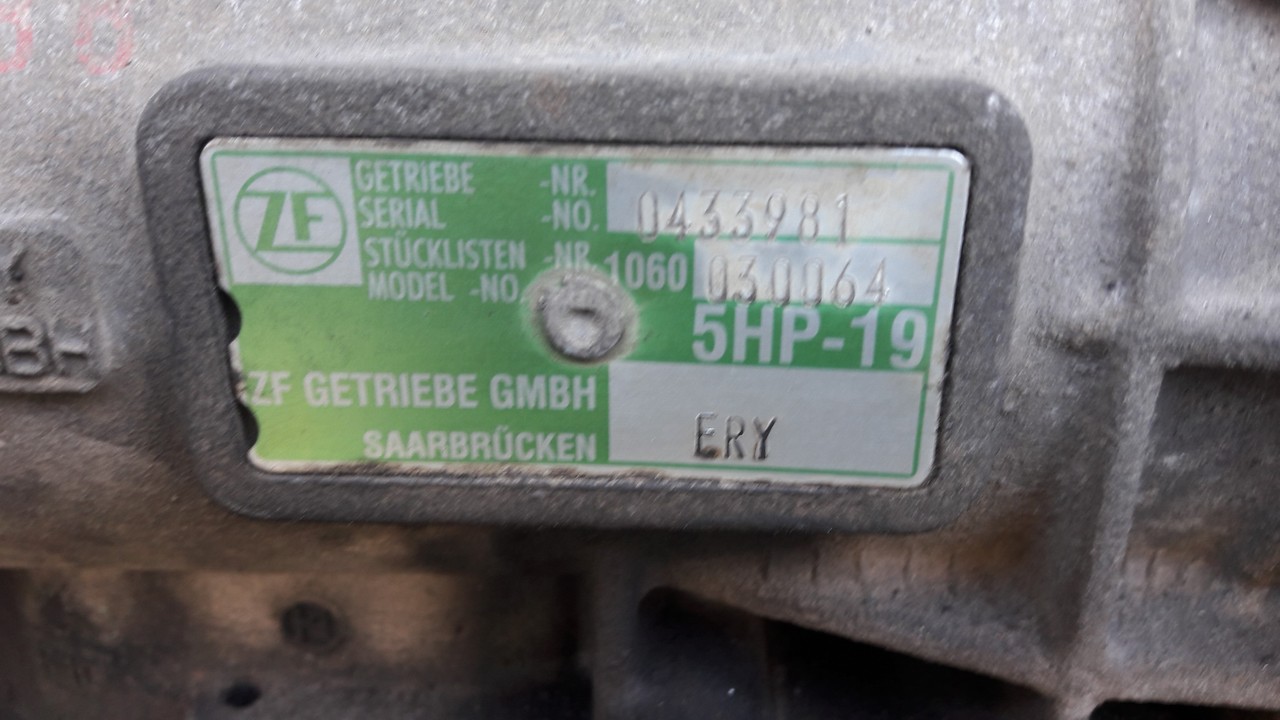 ZF
GETRIEBE -NR.
SERIAL -NO. 0433981
STÜCKLISTEN -NR.
MODEL -NO. 1060 030064
5HP-19
ZF GETRIEBE GMBH
SAARBRÜCKEN
ERY